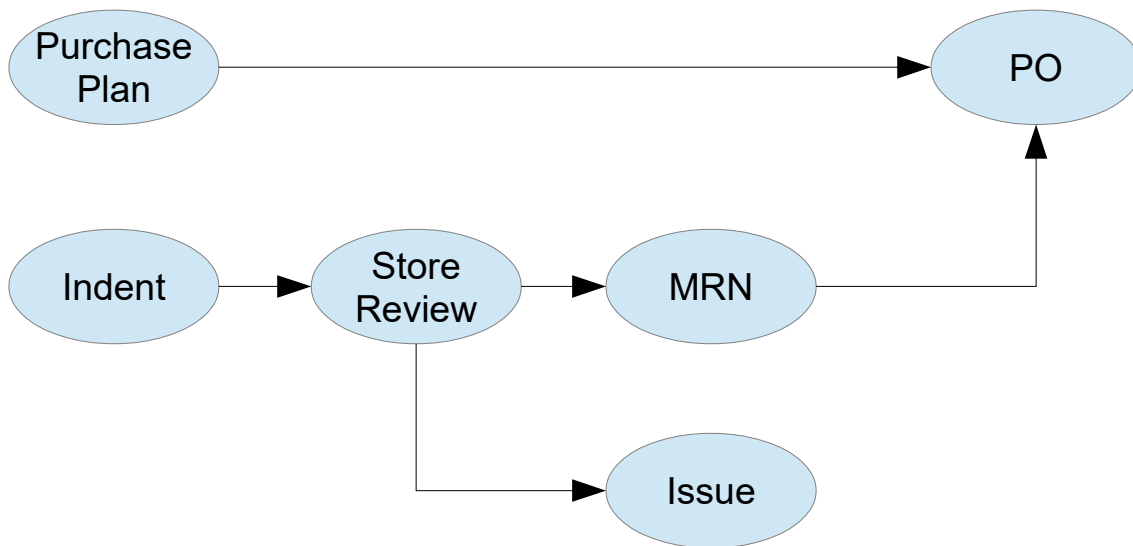 Purchase
Plan
PO
Indent
Store
Review
MRN
Issue